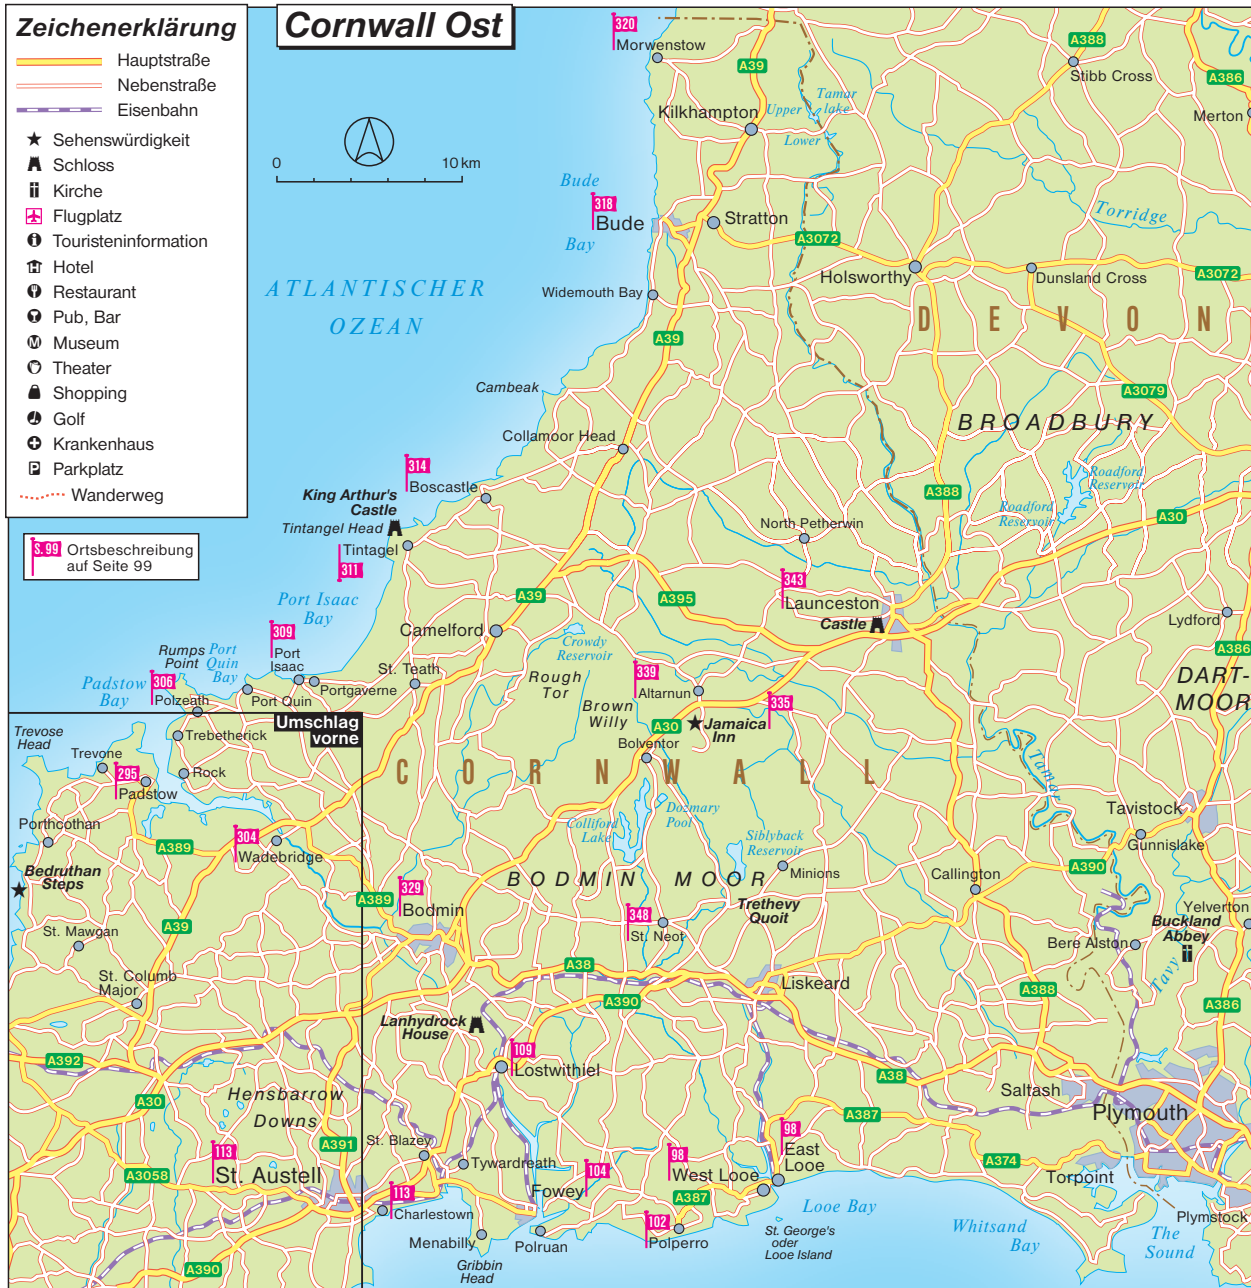 Zeichenerklärung
Hauptstraße
Nebenstraße
Eisenbahn
Sehenswürdigkeit
Schloss
Kirche
Flugplatz
Touristeninformation
Hotel
Restaurant
Pub, Bar
Museum
Theater
Shopping
Golf
Krankenhaus
Parkplatz
Wanderweg
S. 99 Ortsbeschreibung
auf Seite 99
Cornwall Ost
0 10 km
320
Morwenstow
A39
A388
Stibb Cross
A386
Merton
Kilkhampton
Upper
Tamar
lake
Lower
Bude
Bay
318
Bude
Stratton
A3072
Torridge
Holsworthy
Dunsland Cross
A3072
ATLANTISCHER
OZEAN
Widemouth Bay
DEVON
A39
Cambeak
A3079
BROADBURY
Collamoor Head
314
Boscastle
King Arthur's
Castle
Tintangel Head
Tintagel
311
A388
Roadford
Reservoir
Roadford
Reservoir
A30
North Petherwin
343
Launceston
Castle
Port Isaac
Bay
A39
A395
309
Port
Isaac
Camelford
Crowdy
Reservoir
Lydford
A386
Rumps
Point
Port
Quin
Bay
Padstow
Bay
306
Polzeath
Port Quin
Portgaverne
St. Teath
Rough
Tor
339
Altarnun
335
Brown
Willy
A30
Jamaica
Inn
Bolventor
DART-
MOOR
Umschlag
vorne
Trevose
Head
Trevone
Trebetherick
Rock
295
Padstow
CORNWALL
Tamar
Porthcothan
A389
304
Wadebridge
Colliford
Lake
Dozmary
Pool
Siblyback
Reservoir
Minions
Tavistock
Gunnislake
A390
Bedruthan
Steps
A389
329
Bodmin
BODMIN MOOR
Trethevy
Quoit
Callington
348
St. Neot
Yelverton
Buckland
Abbey
Bere Alston
Tavy
St. Mawgan
A39
St. Columb
Major
A38
Liskeard
A390
A388
A386
Lanhydrock
House
109
Lostwithiel
A392
A30
Hensbarrow
Downs
A38
Saltash
Plymouth
A387
A391
St. Blazey
113
St. Austell
A3058
Tywardreath
104
Fowey
98
West Looe
98
East
Looe
A374
Torpoint
113
Charlestown
A387
102
Polperro
Looe Bay
Plymstock
Menabilly
Polruan
St. George's
oder
Looe Island
Whitsand
Bay
The
Sound
Gribbin
Head
A390